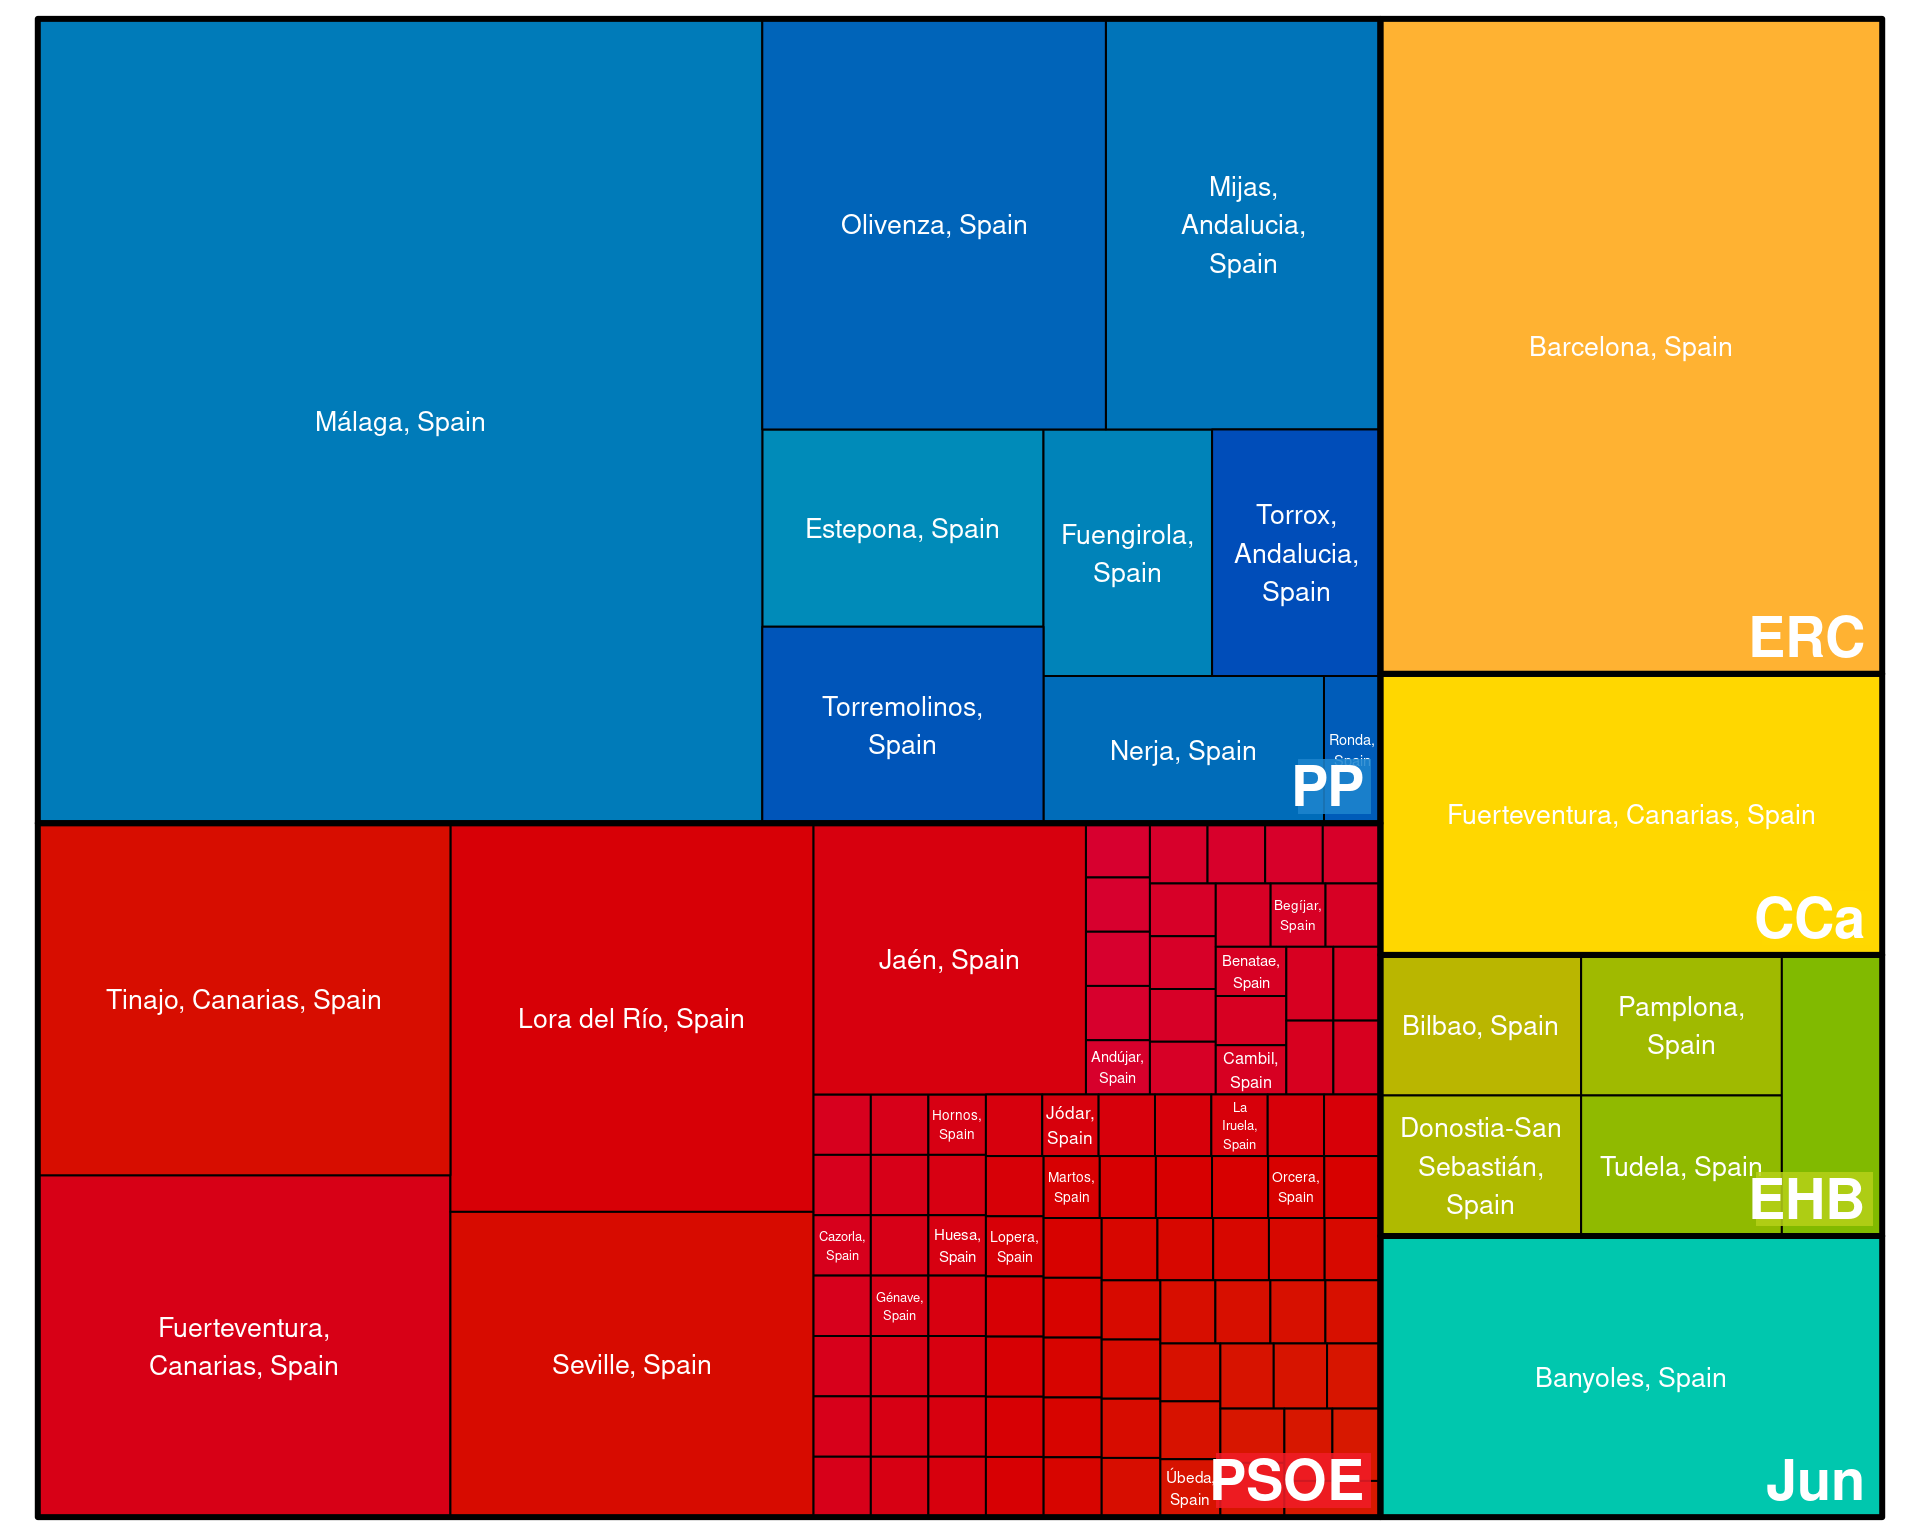 Málaga, Spain
Olivenza, Spain
Mijas,
Andalucia,
Spain
Estepona, Spain
Fuengirola,
Spain
Torrox,
Andalucia,
Spain
Torremolinos,
Spain
Nerja, Spain
Ronda,
Spain
PP
Tinajo, Canarias, Spain
Fuerteventura,
Canarias, Spain
Lora del Río, Spain
Seville, Spain
Jaén, Spain
Begíjar,
Spain
Benatae,
Spain
Andújar,
Spain
Cambil,
Spain
Hornos,
Spain
Jódar,
Spain
La
Iruela,
Spain
Martos,
Spain
Orcera,
Spain
Cazorla,
Spain
Huesa,
Spain
Lopera,
Spain
Génave,
Spain
Úbeda,
Spain
PSOE
Barcelona, Spain
ERC
Fuerteventura, Canarias, Spain
CCa
Bilbao, Spain
Pamplona,
Spain
Donostia-San
Sebastián,
Spain
Tudela, Spain
EHB
Banyoles, Spain
Jun